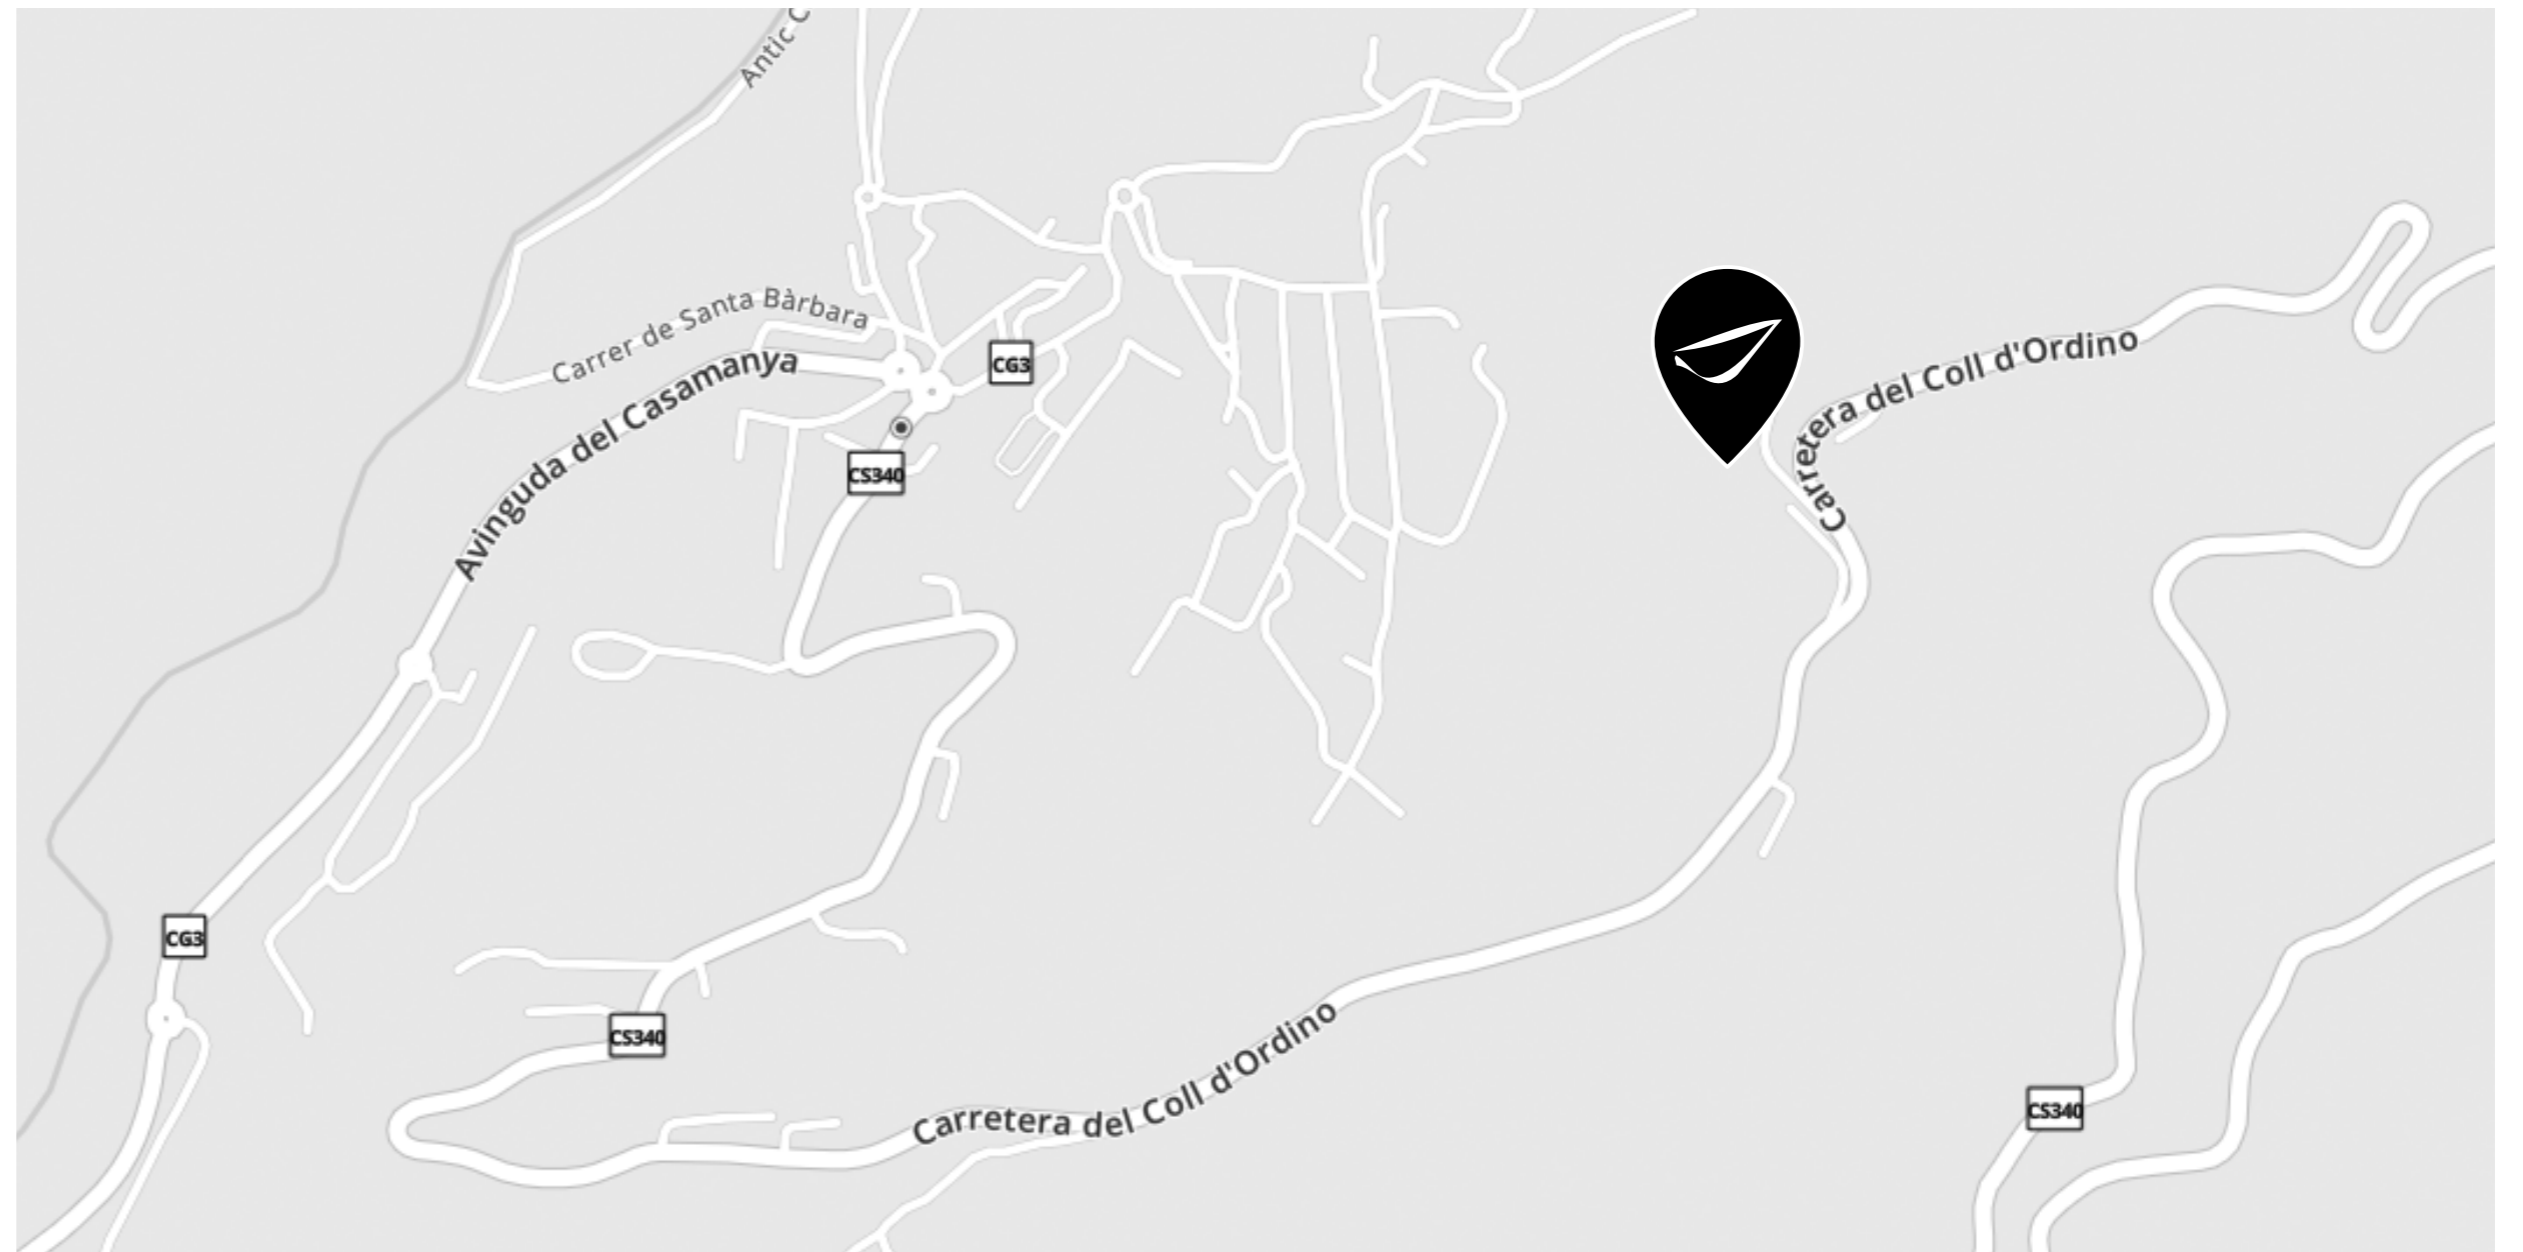 Antic C
Carrer de Santa Bàrbara
Avinguda del Casamanya
CG3
CS340
Carretera del Coll d'Ordino
CG3
CS340
Carretera del Coll d'Ordino
CS340